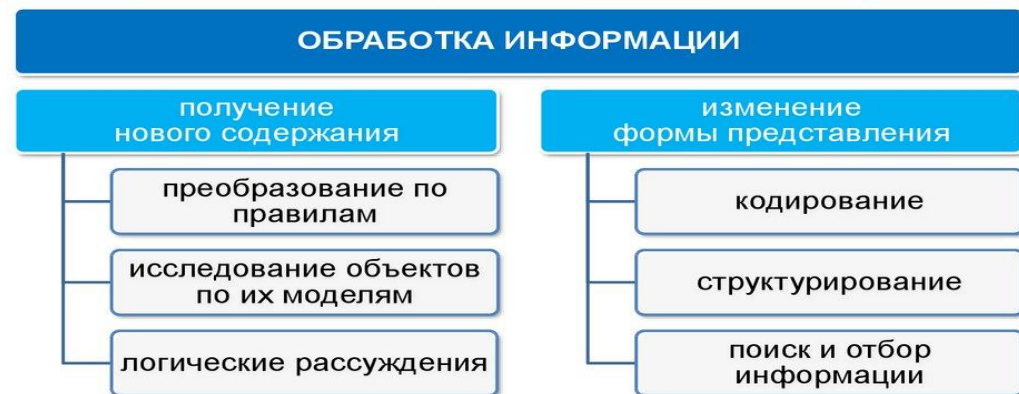 ОБРАБОТКА ИНФОРМАЦИИ
получение
нового содержания
преобразование по
правилам
исследование объектов
по их моделям
логические рассуждения
изменение
формы представления
кодирование
структурирование
поиск и отбор
информации